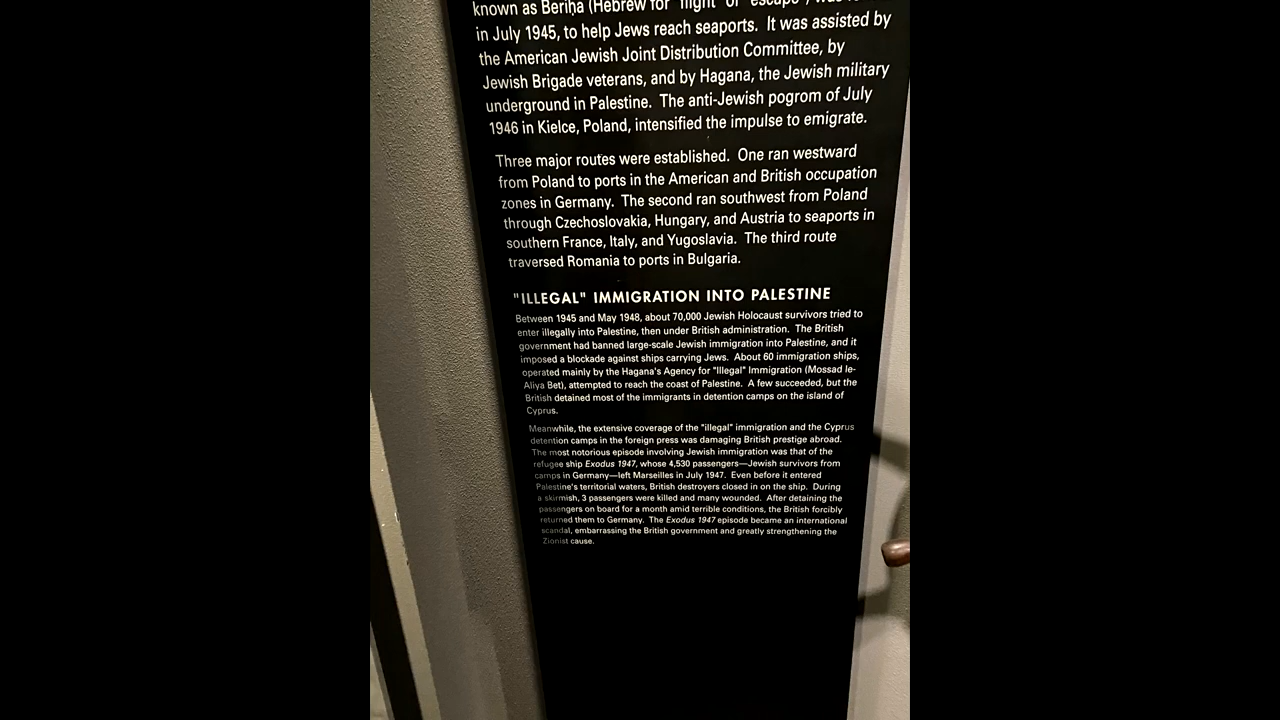 known as Beriḥa (Hebrew for "flight" or "escape", was
in July 1945, to help Jews reach seaports. It was assisted by
the American Jewish Joint Distribution Committee, by
Jewish Brigade veterans, and by Hagana, the Jewish military
underground in Palestine. The anti-Jewish pogrom of July
1946 in Kielce, Poland, intensified the impulse to emigrate.
Three major routes were established. One ran westward
from Poland to ports in the American and British occupation
zones in Germany. The second ran southwest from Poland
through Czechoslovakia, Hungary, and Austria to seaports in
southern France, Italy, and Yugoslavia. The third route
traversed Romania to ports in Bulgaria.
"ILLEGAL" IMMIGRATION INTO PALESTINE
Between 1945 and May 1948, about 70,000 Jewish Holocaust survivors tried to
enter illegally into Palestine, then under British administration. The British
government had banned large-scale Jewish immigration into Palestine, and it
imposed a blockade against ships carrying Jews. About 60 immigration ships,
operated mainly by the Hagana's Agency for "Illegal" Immigration (Mossad le-
Aliya Bet), attempted to reach the coast of Palestine. A few succeeded, but the
British detained most of the immigrants in detention camps on the island of
Cyprus.
Meanwhile, the extensive coverage of the "illegal" immigration and the Cyprus
detention camps in the foreign press was damaging British prestige abroad.
The most notorious episode involving Jewish immigration was that of the
refugee ship Exodus 1947, whose 4,530 passengers—Jewish survivors from
camps in Germany—left Marseilles in July 1947. Even before it entered
Palestine's territorial waters, British destroyers closed in on the ship. During
a skirmish, 3 passengers were killed and many wounded. After detaining the
passengers on board for a month amid terrible conditions, the British forcibly
returned them to Germany. The Exodus 1947 episode became an international
scandal, embarrassing the British government and greatly strengthening the
Zionist cause.